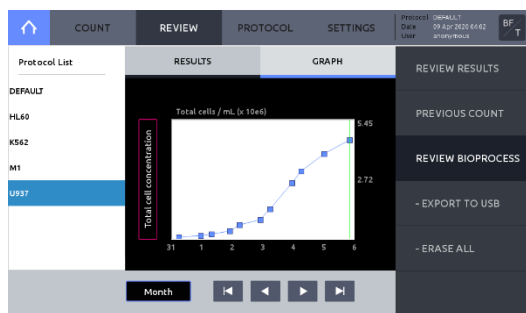 COUNT
REVIEW
PROTOCOL
SETTINGS
Protocol DEFAULT
Date 09 Apr 2020 04:02
User anonymous
BF/T
Protocol List
DEFAULT
HL60
K562
M1
U937
RESULTS
GRAPH
Total cells / mL (x 10e6)
Total cell concentration
5.45
2.72
31 1 2 3 4 5 6
Month
REVIEW RESULTS
PREVIOUS COUNT
REVIEW BIOPROCESS
- EXPORT TO USB
- ERASE ALL